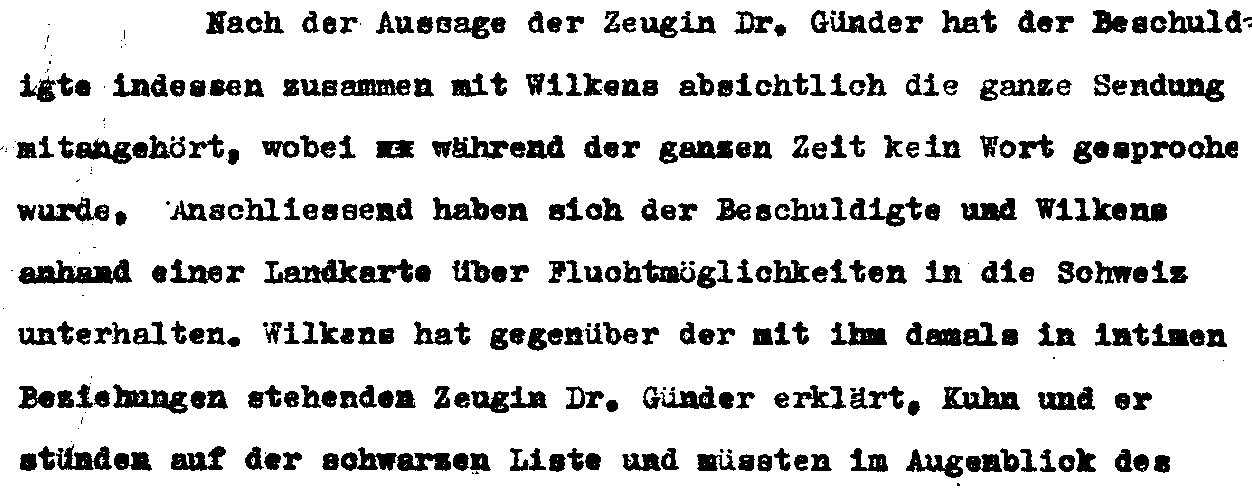 Nach der Aussage der Zeugin Dr. Günder hat der Beschuld-
igte indessen zusammen mit Wilkens absichtlich die ganze Sendung
mitangehört, wobei xx während der ganzen Zeit kein Wort gesproche
wurde. Anschliessend haben sich der Beschuldigte und Wilkens
anhand einer Landkarte über Fluchtmöglichkeiten in die Schweiz
unterhalten. Wilkens hat gegenüber der mit ihm damals in intimen
Beziehungen stehenden Zeugin Dr. Günder erklärt, Kuhn und er
stünden auf der schwarzen Liste und müssten im Augenblick des